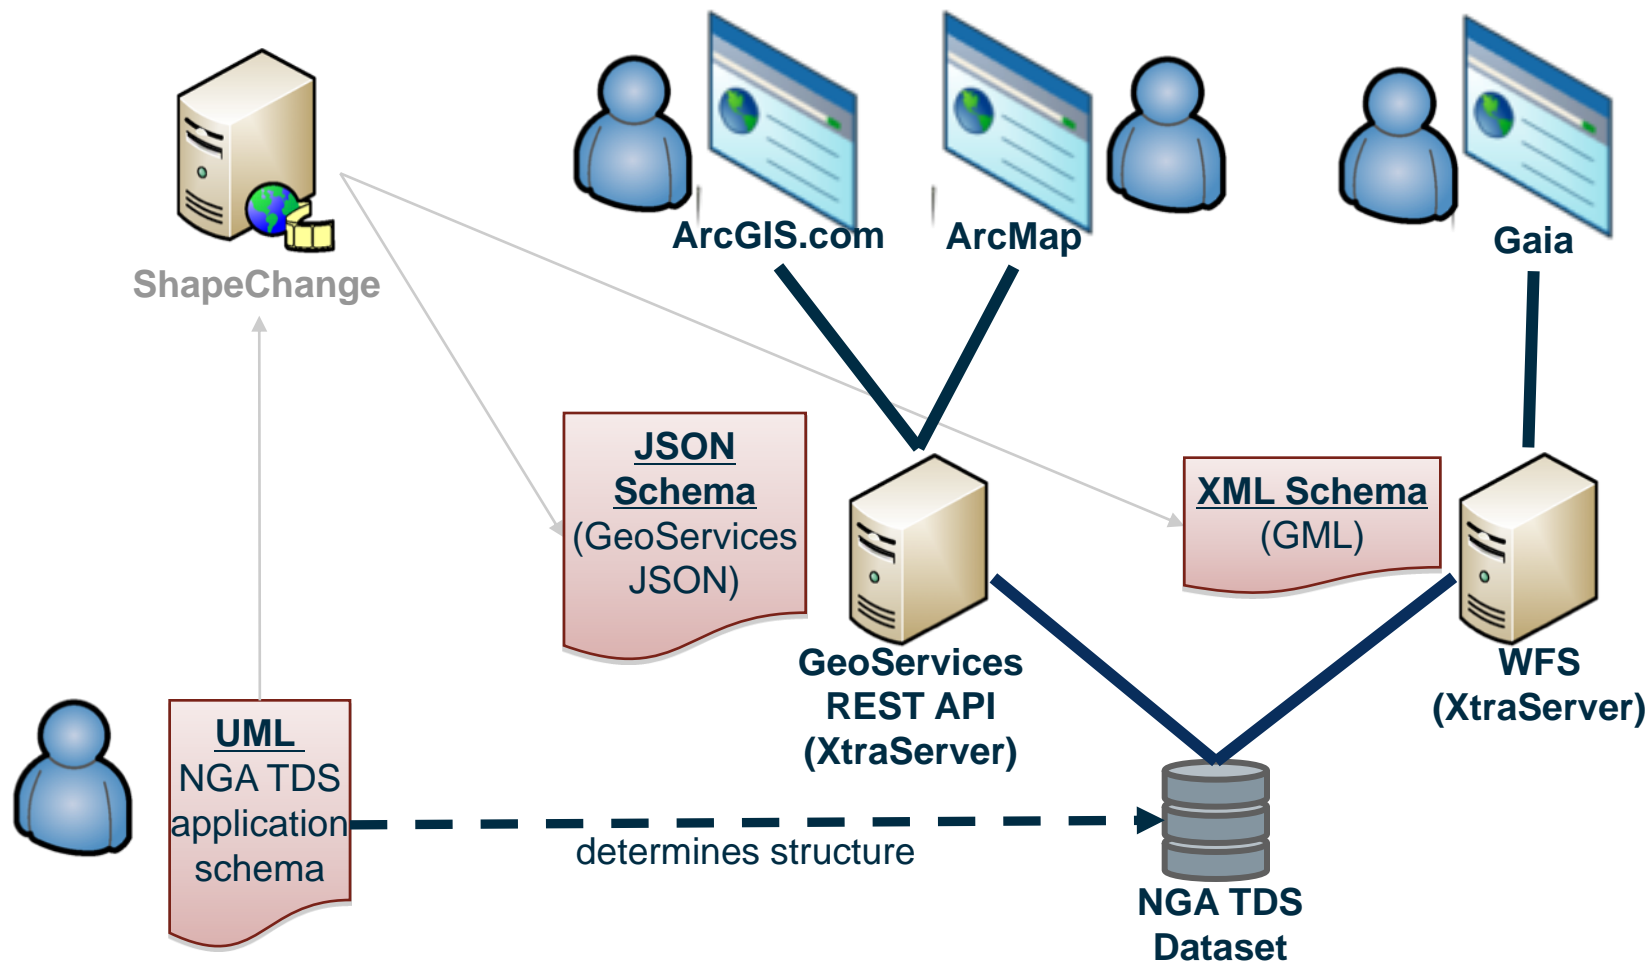 ArcGIS.com
ArcMap
Gaia
ShapeChange
JSON
Schema
(GeoServices
JSON)
XML Schema
(GML)
GeoServices
REST API
(XtraServer)
WFS
(XtraServer)
UML
NGA TDS
application
schema
determines structure
NGA TDS
Dataset